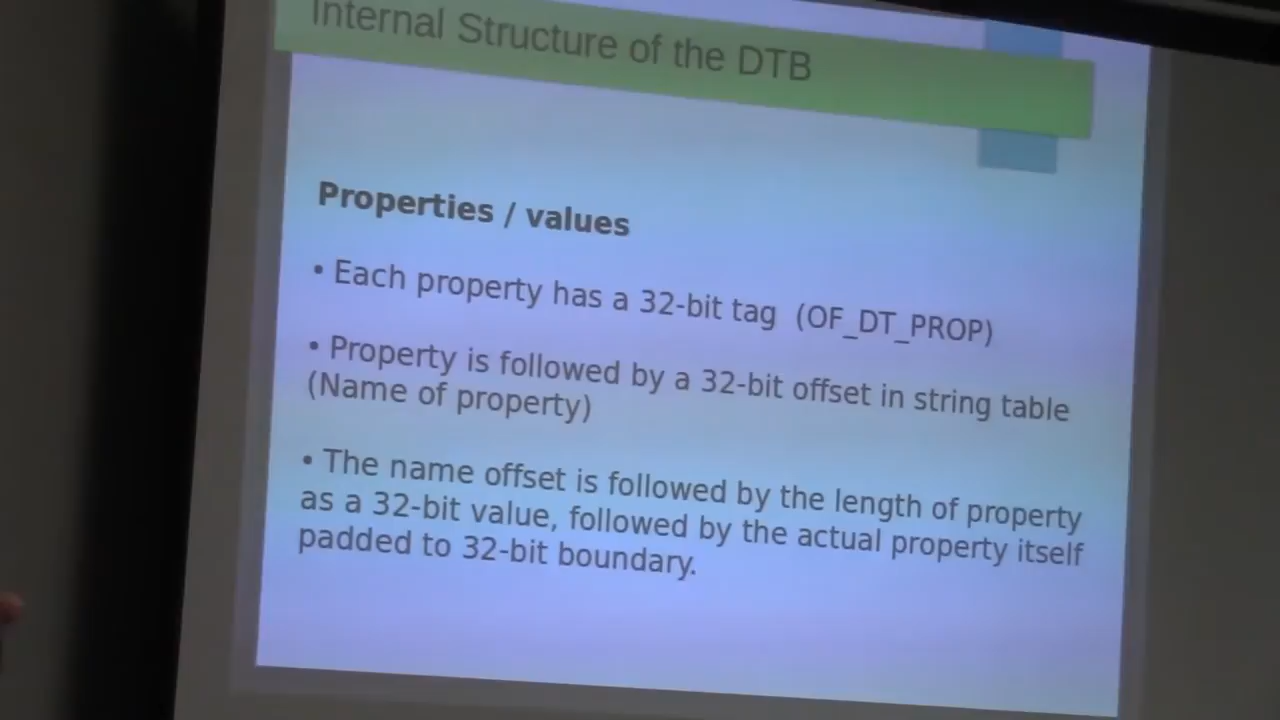 Internal Structure of the DTB
Properties / values
• Each property has a 32-bit tag (OF_DT_PROP)
• Property is followed by a 32-bit offset in string table
(Name of property)
• The name offset is followed by the length of property
as a 32-bit value, followed by the actual property itself
padded to 32-bit boundary.